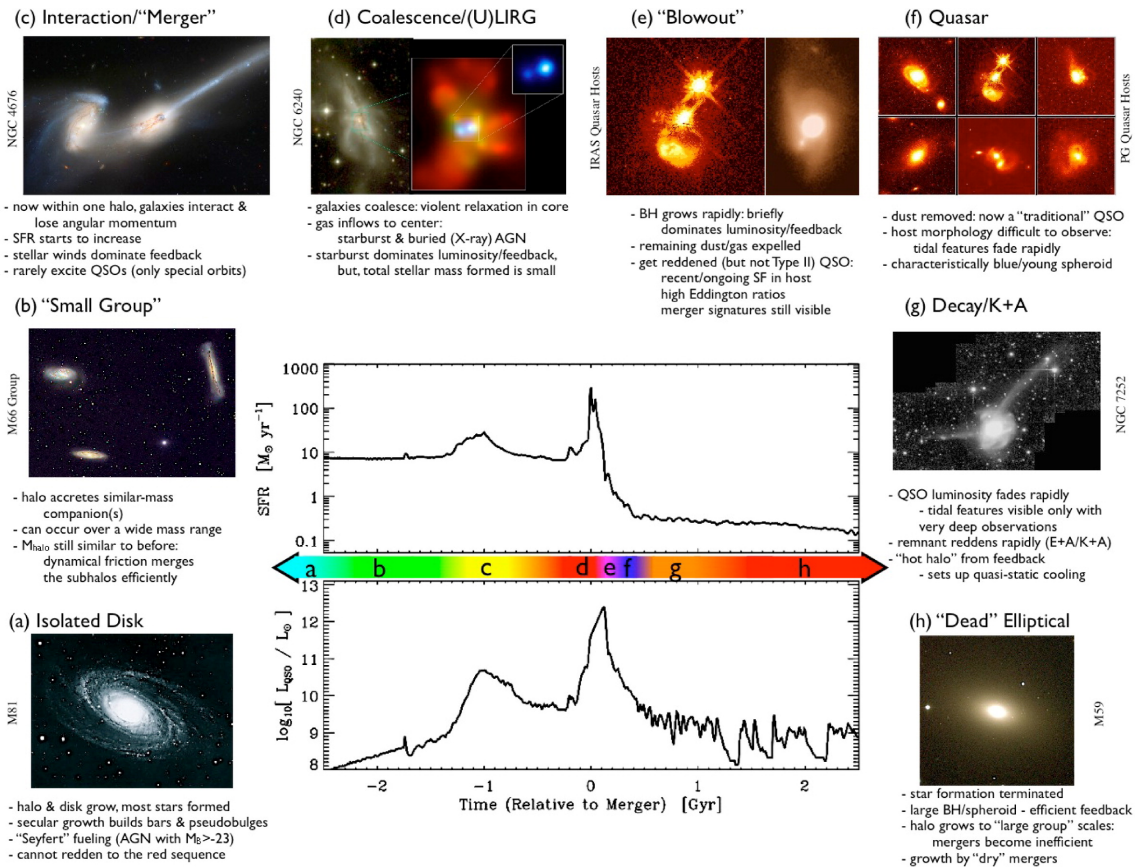 (c) Interaction/“Merger”
NGC 4676
- now within one halo, galaxies interact &
lose angular momentum
- SFR starts to increase
- stellar winds dominate feedback
- rarely excite QSOs (only special orbits)
(d) Coalescence/(U)LIRG
NGC 6240
- galaxies coalesce: violent relaxation in core
- gas inflows to center:
starburst & buried (X-ray) AGN
- starburst dominates luminosity/feedback,
but, total stellar mass formed is small
(e) “Blowout”
IRAS Quasar Hosts
- BH grows rapidly: briefly
dominates luminosity/feedback
- remaining dust/gas expelled
- get reddened (but not Type II) QSO:
recent/ongoing SF in host
high Eddington ratios
merger signatures still visible
(f) Quasar
PG Quasar Hosts
- dust removed: now a “traditional” QSO
- host morphology difficult to observe:
tidal features fade rapidly
- characteristically blue/young spheroid
(b) “Small Group”
M66 Group
- halo accretes similar-mass
companion(s)
- can occur over a wide mass range
- Mhalo still similar to before:
dynamical friction merges
the subhalos efficiently
(g) Decay/K+A
NGC 7252
- QSO luminosity fades rapidly
- tidal features visible only with
very deep observations
- remnant reddens rapidly (E+A/K+A)
- “hot halo” from feedback
- sets up quasi-static cooling
(a) Isolated Disk
M81
- halo & disk grow, most stars formed
- secular growth builds bars & pseudobulges
- “Seyfert” fueling (AGN with MB>-23)
- cannot redden to the red sequence
(h) “Dead” Elliptical
M59
- star formation terminated
- large BH/spheroid - efficient feedback
- halo grows to “large group” scales:
mergers become inefficient
- growth by “dry” mergers
SFR [M⊙ yr⁻¹]
1000
100
10
1
0.1
a b c d e f g h
log₁₀[ LQSO / L⊙ ]
13
12
11
10
9
8
-2 -1 0 1 2
Time (Relative to Merger) [Gyr]